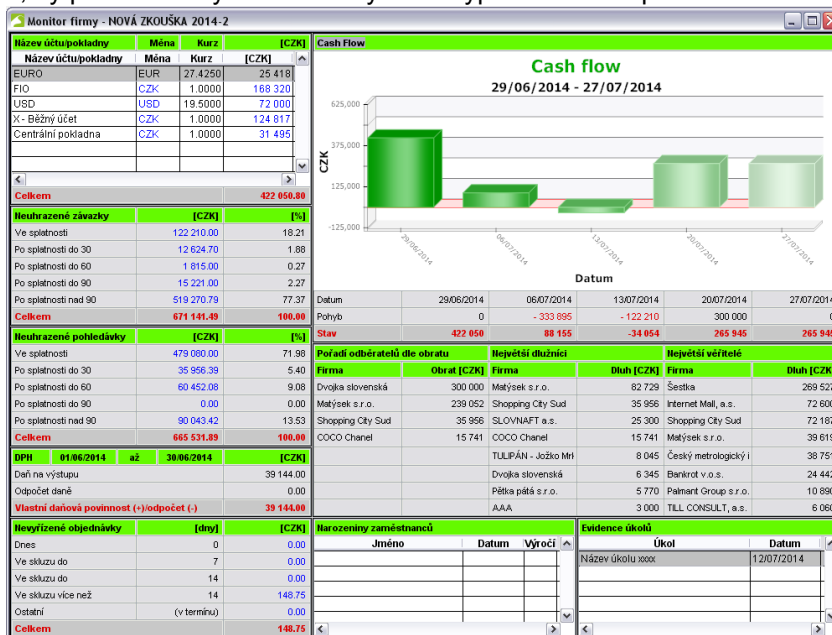 Monitor firmy - NOVÁ ZKOUŠKA 2014-2
Název účtu/pokladny Měna Kurz [CZK]
Název účtu/pokladny Měna Kurz [CZK]
EURO EUR 27.4250 25 418
FIO CZK 1.0000 168 320
USD USD 19.5000 72 000
X - Běžný účet CZK 1.0000 124 817
Centrální pokladna CZK 1.0000 31 495
Celkem 422 050.80
Neuhrazené závazky [CZK] [%]
Ve splatnosti 122 210.00 18.21
Po splatnosti do 30 12 624.70 1.88
Po splatnosti do 60 1 815.00 0.27
Po splatnosti do 90 15 221.00 2.27
Po splatnosti nad 90 519 270.79 77.37
Celkem 671 141.49 100.00
Neuhrazené pohledávky [CZK] [%]
Ve splatnosti 479 080.00 71.98
Po splatnosti do 30 35 956.39 5.40
Po splatnosti do 60 60 452.08 9.08
Po splatnosti do 90 0.00 0.00
Po splatnosti nad 90 90 043.42 13.53
Celkem 665 531.89 100.00
DPH 01/06/2014 až 30/06/2014 [CZK]
Daň na výstupu 39 144.00
Odpočet daně 0.00
Vlastní daňová povinnost (+)/odpočet (-) 39 144.00
Nevyřízené objednávky [dny] [CZK]
Dnes 0 0.00
Ve skluzu do 7 0.00
Ve skluzu do 14 0.00
Ve skluzu více než 14 148.75
Ostatní (v termínu) 0.00
Celkem 148.75
Cash Flow
Cash flow
29/06/2014 - 27/07/2014
CZK
625,000
375,000
125,000
-125,000
29/06/2014 06/07/2014 13/07/2014 20/07/2014 27/07/2014
Datum
Datum 29/06/2014 06/07/2014 13/07/2014 20/07/2014 27/07/2014
Pohyb 0 - 333 895 - 122 210 300 000 0
Stav 422 050 88 155 -34 054 265 945 265 945
Pořadí odběratelů dle obratu Největší dlužníci Největší věřitelé
Firma Obrat [CZK] Firma Dluh [CZK] Firma Dluh [CZK]
Dvojka slovenská 300 000 Matýsek s.r.o. 82 729 Šestka 269 527
Matýsek s.r.o. 239 052 Shopping City Sud 35 956 Internet Mall, a.s. 72 600
Shopping City Sud 35 956 SLOVNAFT a.s. 25 300 Shopping City Sud 72 187
COCO Chanel 15 741 COCO Chanel 15 741 Matýsek s.r.o. 39 619
TULIPÁN - Jožko Mrk 8 045 Český metrologický i 38 751
Dvojka slovenská 6 345 Bankrot v.o.s. 24 442
Pětka pátá s.r.o. 5 770 Palmant Group s.r.o. 10 890
AAA 3 000 TILL CONSULT, a.s. 6 060
Narozeniny zaměstnanců Evidence úkolů
Jméno Datum Výročí Úkol Datum
Název úkolu xxxx 12/07/2014